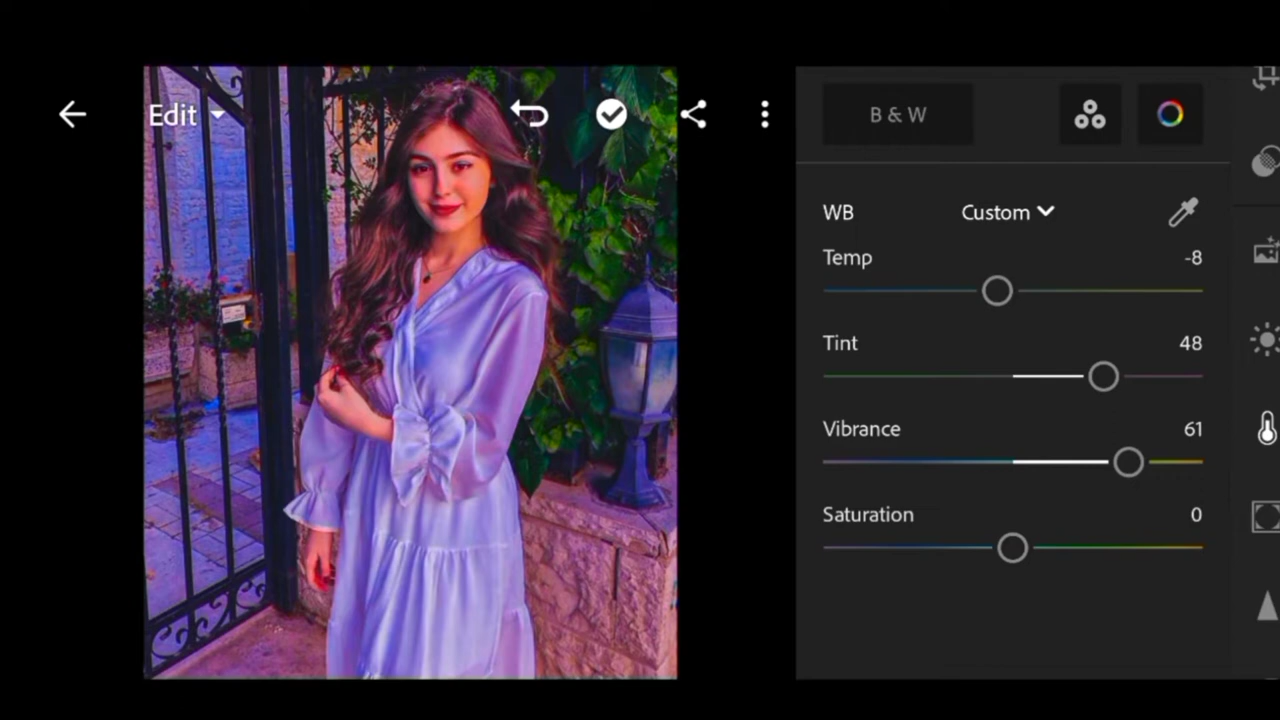 Edit
B & W
WB Custom
Temp -8
Tint 48
Vibrance 61
Saturation 0